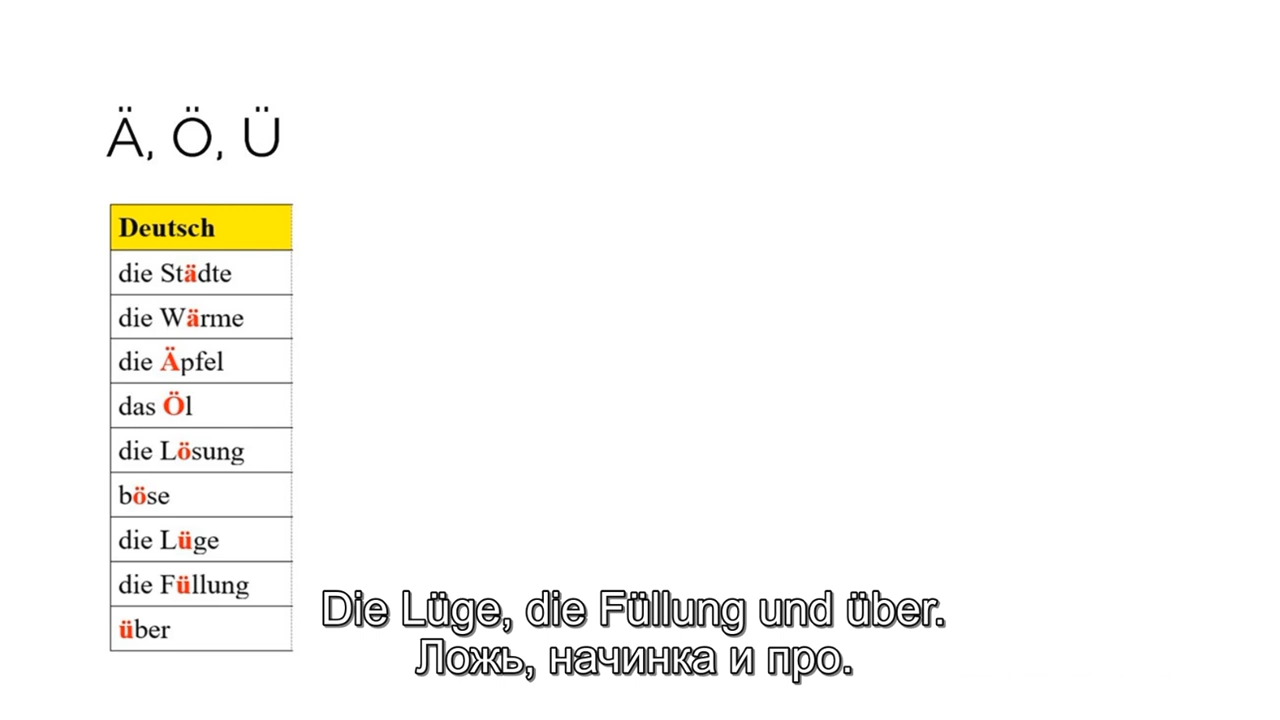 Ä, Ö, Ü
Deutsch
die Städte
die Wärme
die Äpfel
das Öl
die Lösung
böse
die Lüge
die Füllung
über
Die Lüge, die Füllung und über.
Ложь, начинка и про.